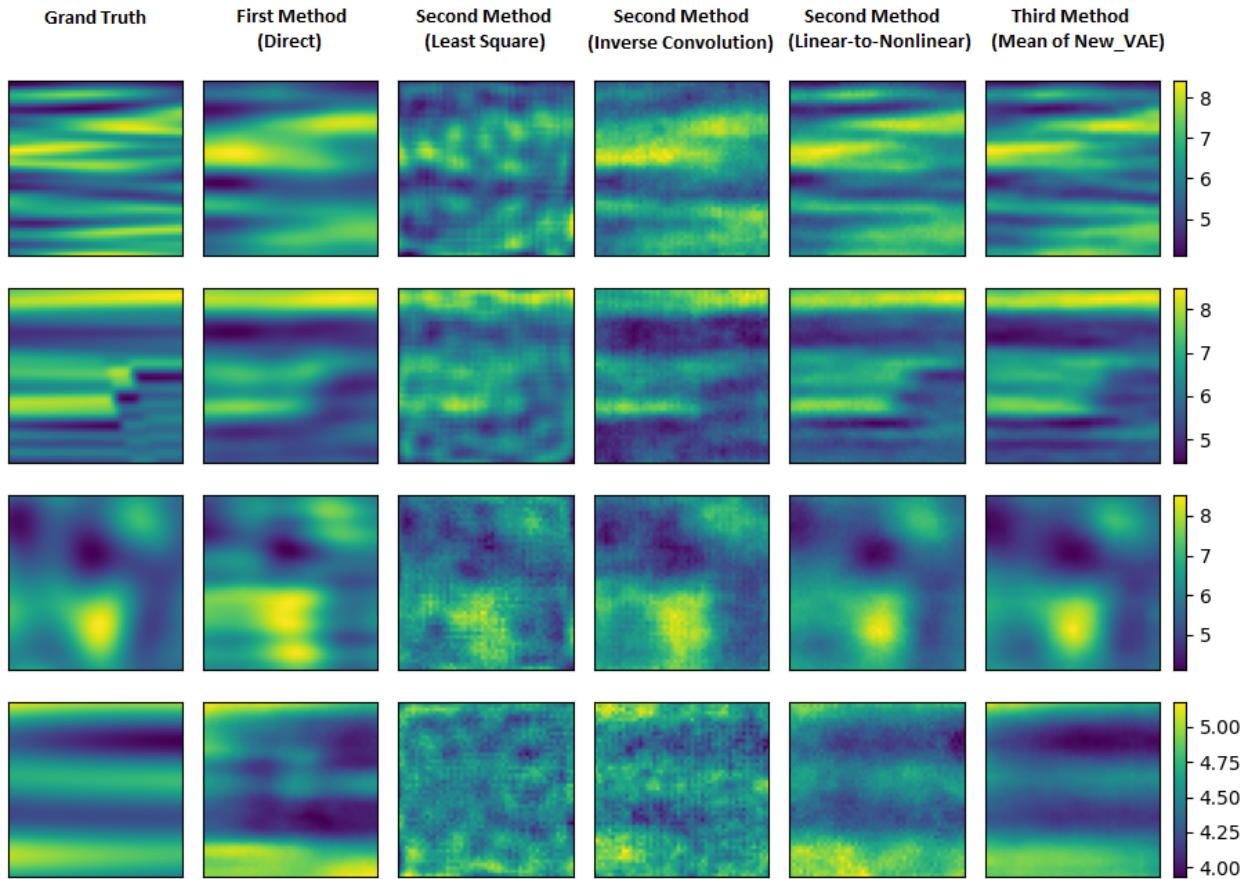 Grand Truth
First Method
(Direct)
Second Method
(Least Square)
Second Method
(Inverse Convolution)
Second Method
(Linear-to-Nonlinear)
Third Method
(Mean of New_VAE)
8
7
6
5
8
7
6
5
8
7
6
5
5.00
4.75
4.50
4.25
4.00